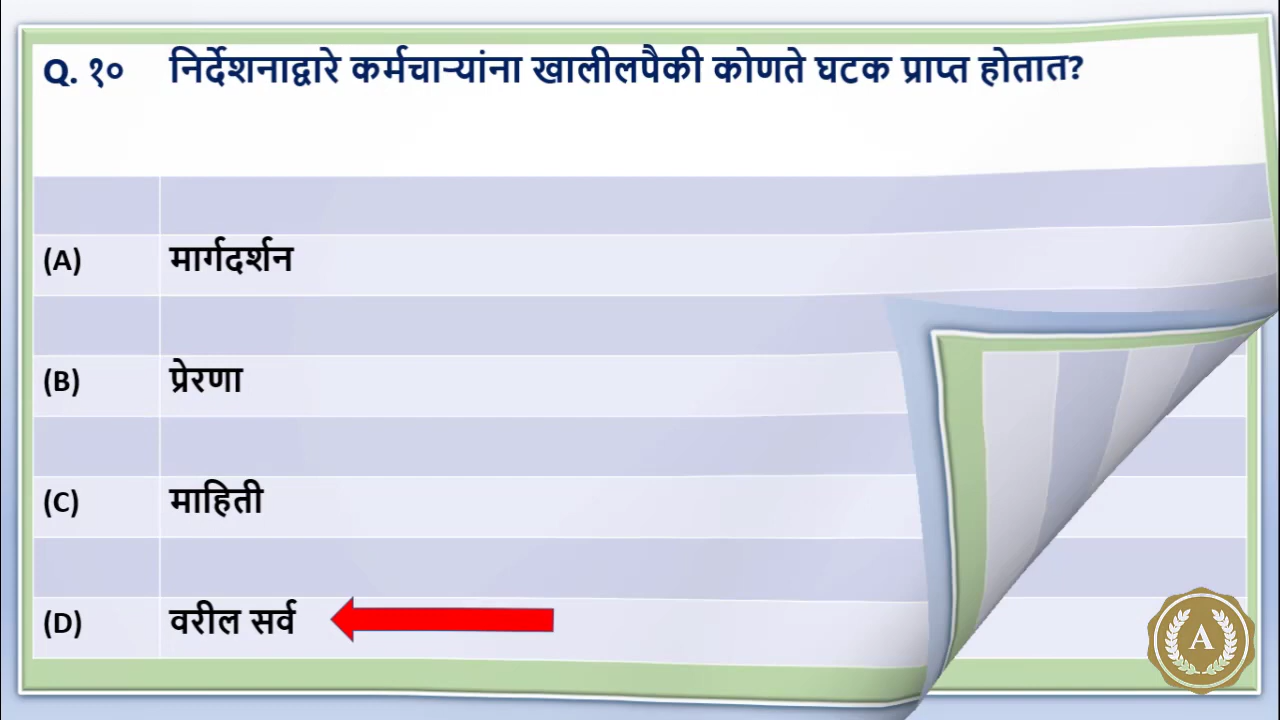 Q. १० निर्देशनाद्वारे कर्मचाऱ्यांना खालीलपैकी कोणते घटक प्राप्त होतात?
(A) मार्गदर्शन
(B) प्रेरणा
(C) माहिती
(D) वरील सर्व
A